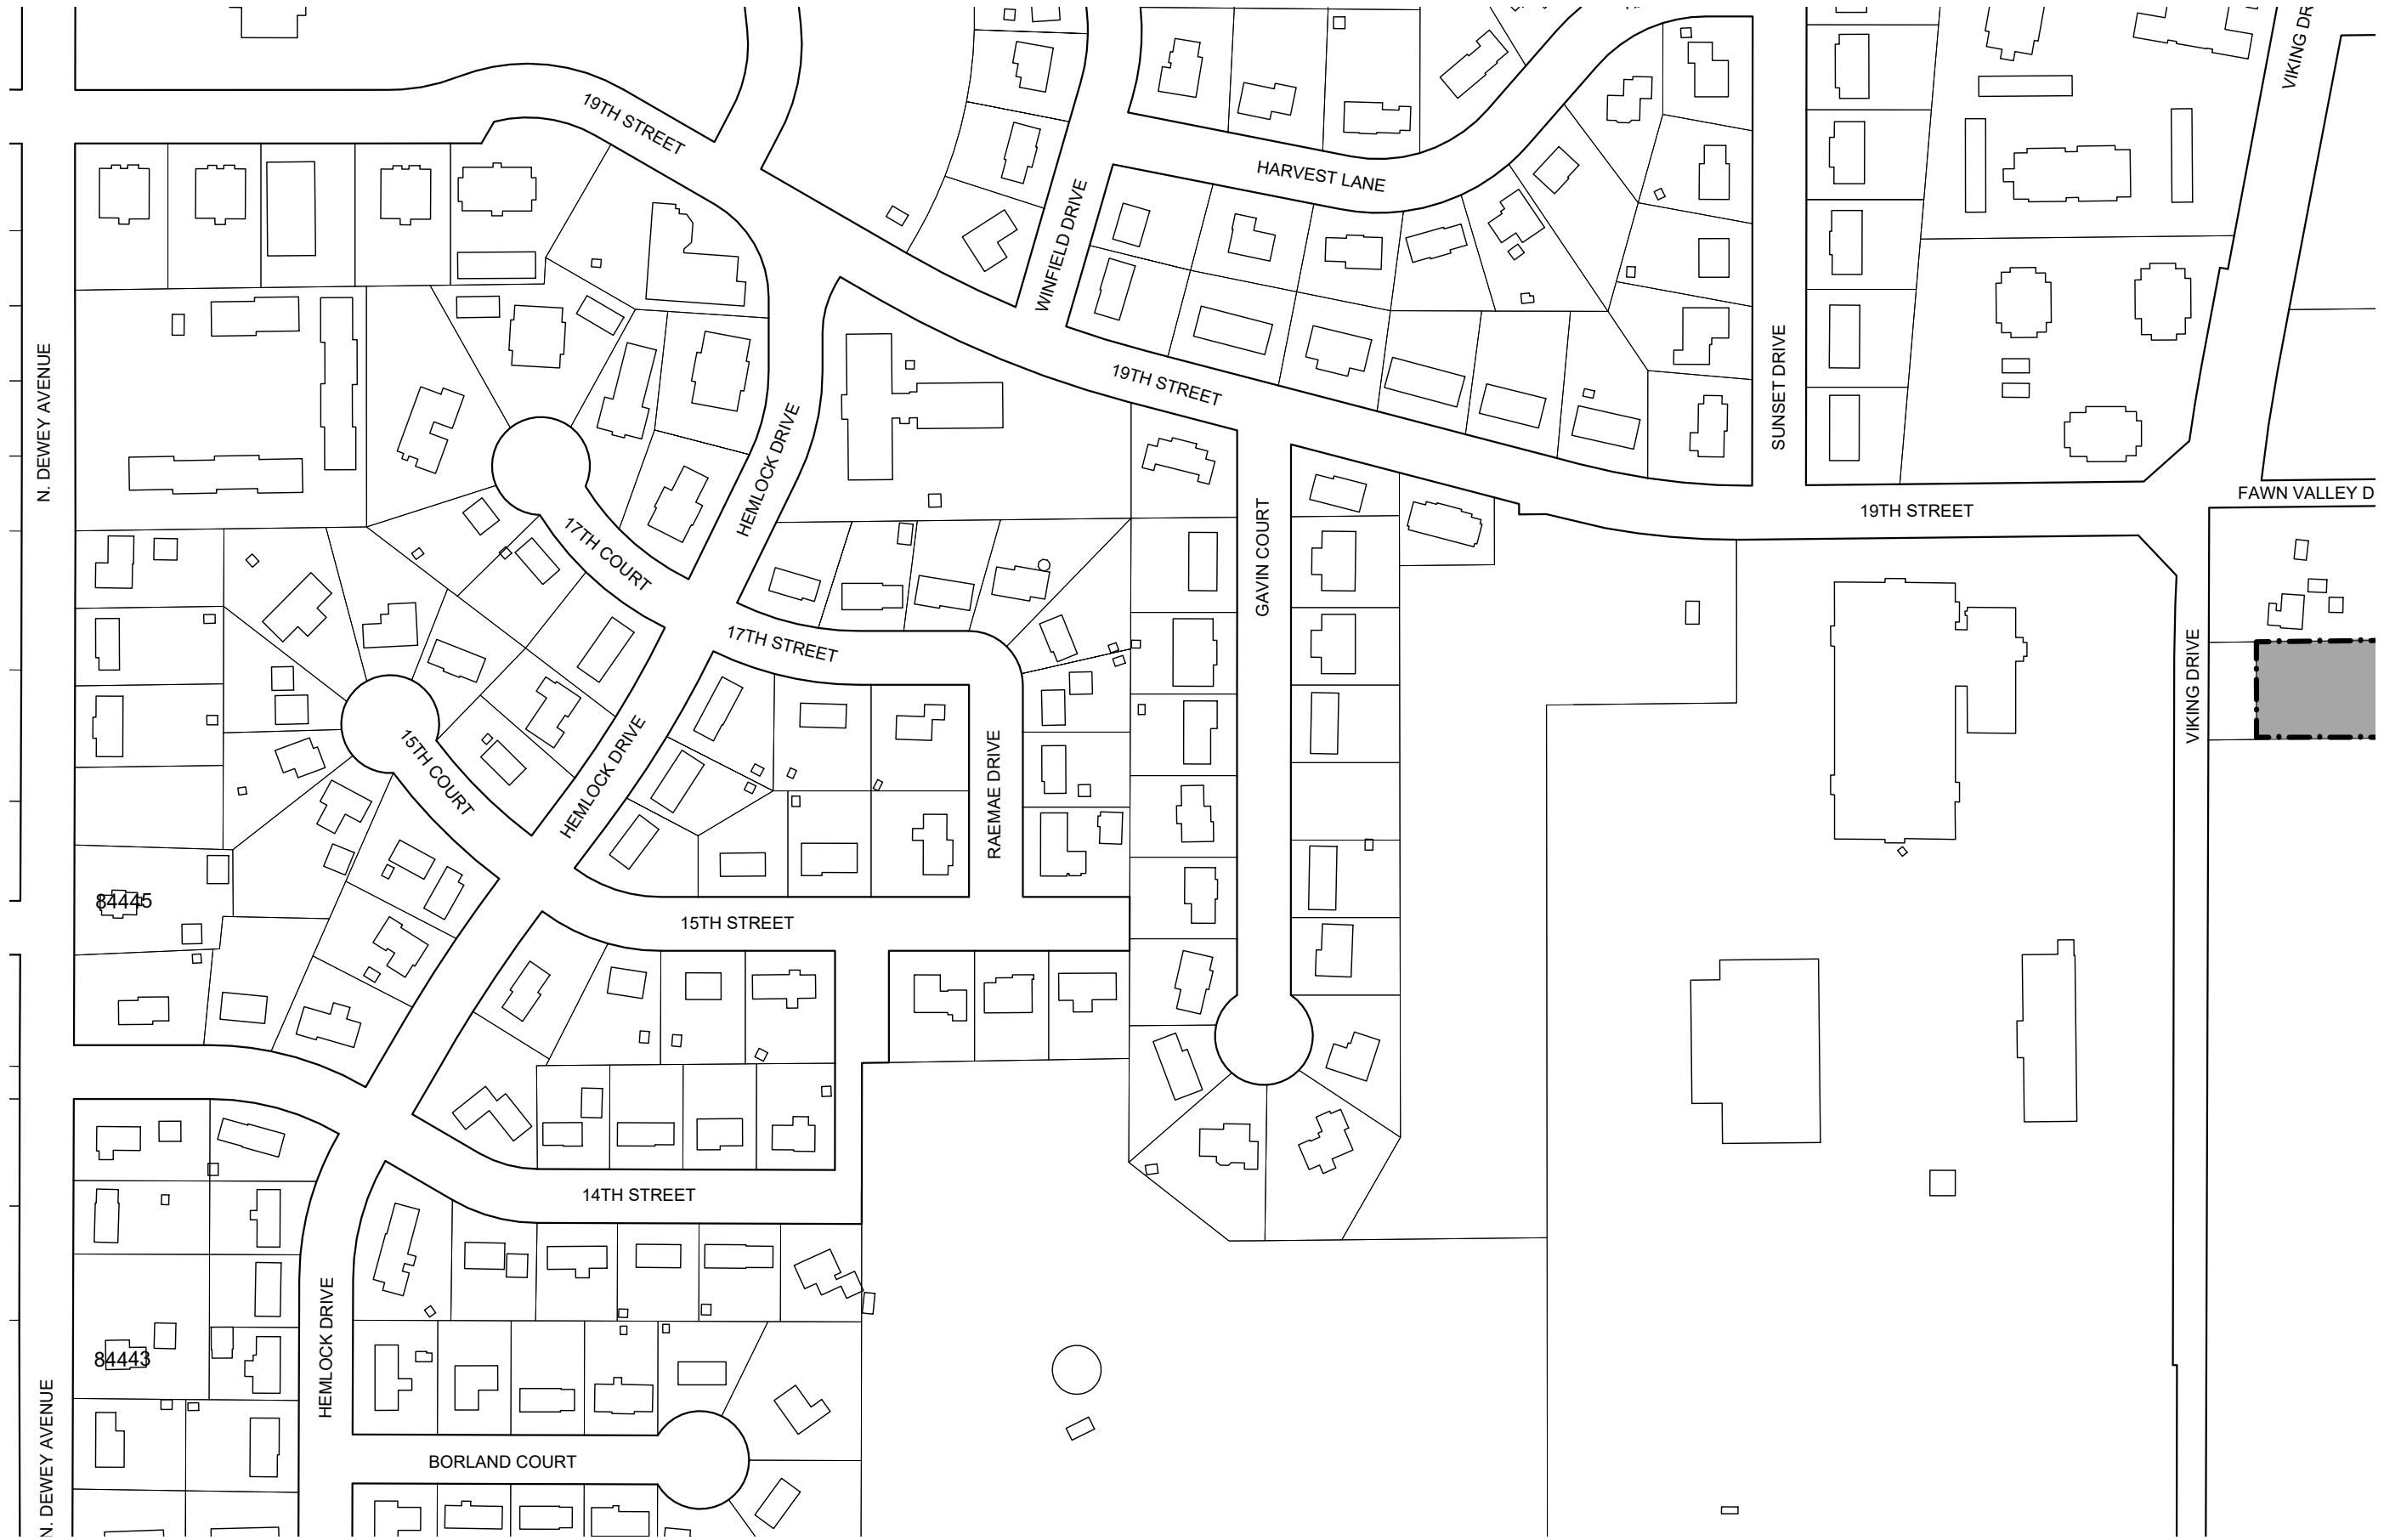 VIKING DR
19TH STREET
HARVEST LANE
WINFIELD DRIVE
N. DEWEY AVENUE
19TH STREET
SUNSET DRIVE
HEMLOCK DRIVE
FAWN VALLEY D
19TH STREET
GAVIN COURT
17TH COURT
17TH STREET
VIKING DRIVE
15TH COURT
HEMLOCK DRIVE
RAEMAE DRIVE
84445
15TH STREET
14TH STREET
HEMLOCK DRIVE
84443
N. DEWEY AVENUE
BORLAND COURT